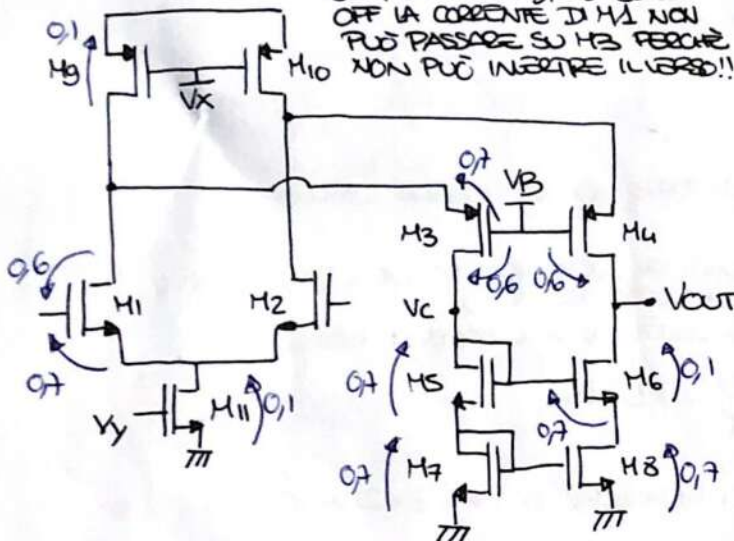 OFF LA CORRENTE DI M1 NON
PUÒ PASSARE SU M3 PERCHÈ
NON PUÒ INVERTIRE IL VERSO!!
0,1
M9
VX
M10
0,7
VB
M3
M4
0,6
0,6
0,6
M1
M2
VC
VOUT
0,7
0,7
M5
M6
0,1
Vy
M11
0,1
0,7
0,7
M7
M8
0,7